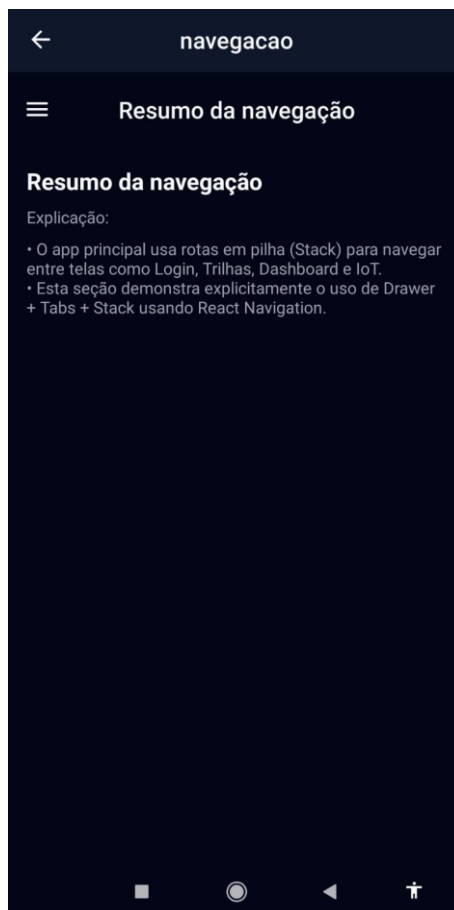 navegacao
Resumo da navegação
Resumo da navegação
Explicação:
• O app principal usa rotas em pilha (Stack) para navegar
entre telas como Login, Trilhas, Dashboard e IoT.
• Esta seção demonstra explicitamente o uso de Drawer
+ Tabs + Stack usando React Navigation.